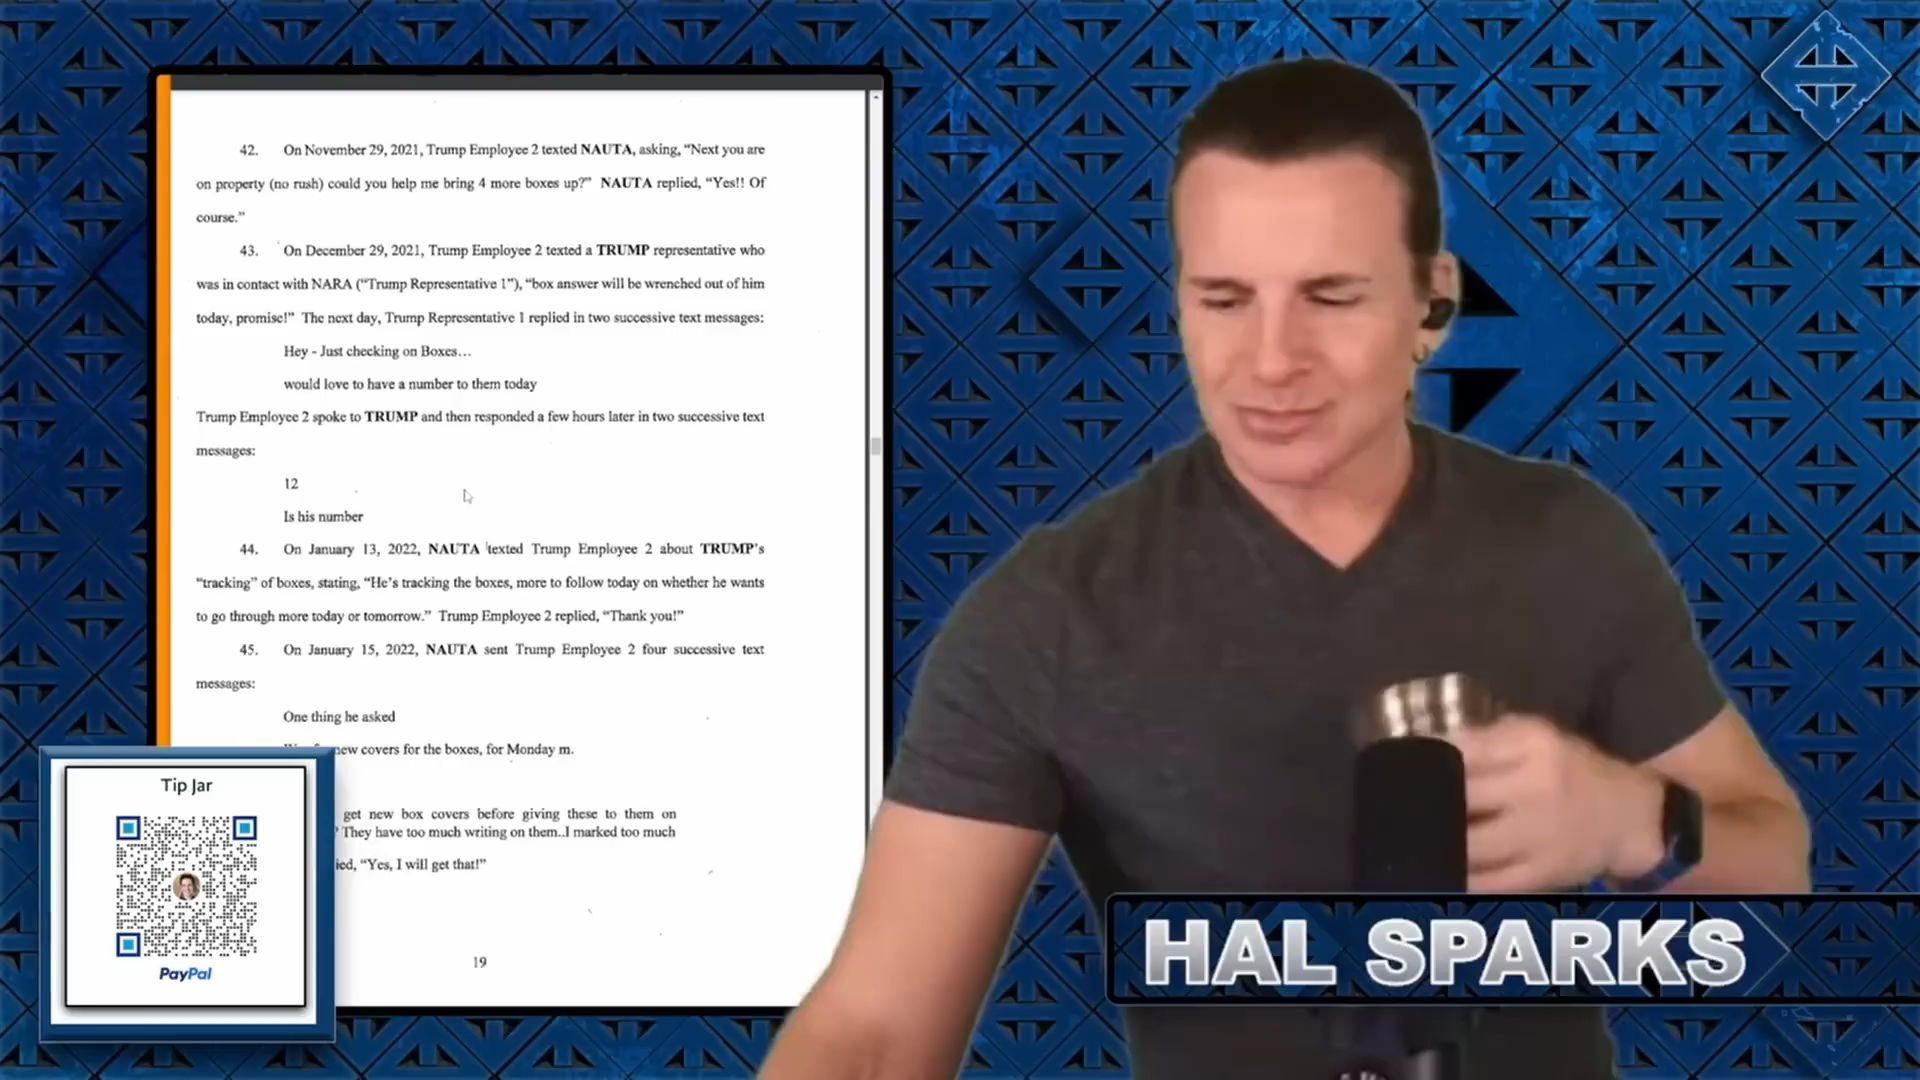 42. On November 29, 2021, Trump Employee 2 texted NAUTA, asking, “Next you are
on property (no rush) could you help me bring 4 more boxes up?” NAUTA replied, “Yes!! Of
course.”
43. On December 29, 2021, Trump Employee 2 texted a TRUMP representative who
was in contact with NARA (“Trump Representative 1”), “box answer will be wrenched out of him
today, promise!” The next day, Trump Representative 1 replied in two successive text messages:
Hey - Just checking on Boxes…
would love to have a number to them today
Trump Employee 2 spoke to TRUMP and then responded a few hours later in two successive text
messages:
12
Is his number
44. On January 13, 2022, NAUTA texted Trump Employee 2 about TRUMP’s
“tracking” of boxes, stating, “He’s tracking the boxes, more to follow today on whether he wants
to go through more today or tomorrow.” Trump Employee 2 replied, “Thank you!”
45. On January 15, 2022, NAUTA sent Trump Employee 2 four successive text
messages:
One thing he asked
new covers for the boxes, for Monday m.
get new box covers before giving these to them on
They have too much writing on them..I marked too much
ied, “Yes, I will get that!”
19
Tip Jar
PayPal
HAL SPARKS